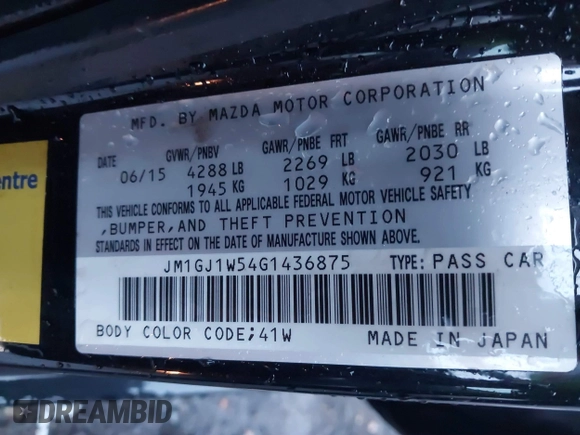 MFD. BY MAZDA MOTOR CORPORATION
DATE GVWR/PNBV GAWR/PNBE FRT GAWR/PNBE RR
06/15 4288 LB 2269 LB 2030 LB
1945 KG 1029 KG 921 KG
THIS VEHICLE CONFORMS TO ALL APPLICABLE FEDERAL MOTOR VEHICLE SAFETY
,BUMPER,AND THEFT PREVENTION
STANDARDS IN EFFECT ON THE DATE OF MANUFACTURE SHOWN ABOVE.
JM1GJ1W54G1436875 TYPE: PASS CAR
BODY COLOR CODE;41W MADE IN JAPAN
entre
DREAMBID